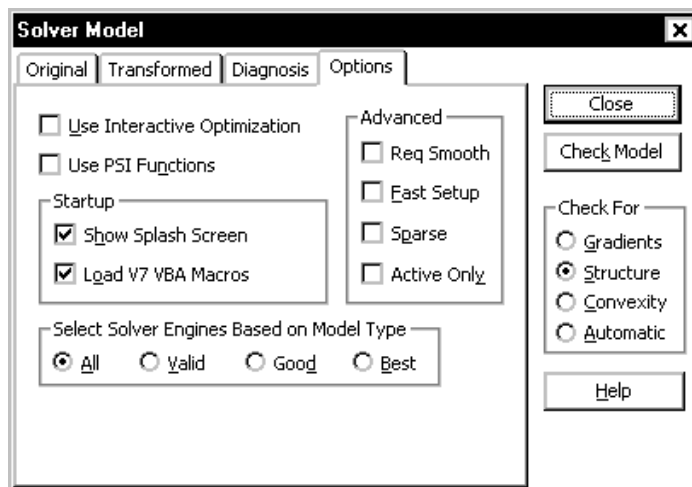 Solver Model
Original Transformed Diagnosis Options
Use Interactive Optimization
Use PSI Functions
Startup
Show Splash Screen
Load V7 VBA Macros
Advanced
Req Smooth
Fast Setup
Sparse
Active Only
Select Solver Engines Based on Model Type
All Valid Good Best
Close
Check Model
Check For
Gradients
Structure
Convexity
Automatic
Help